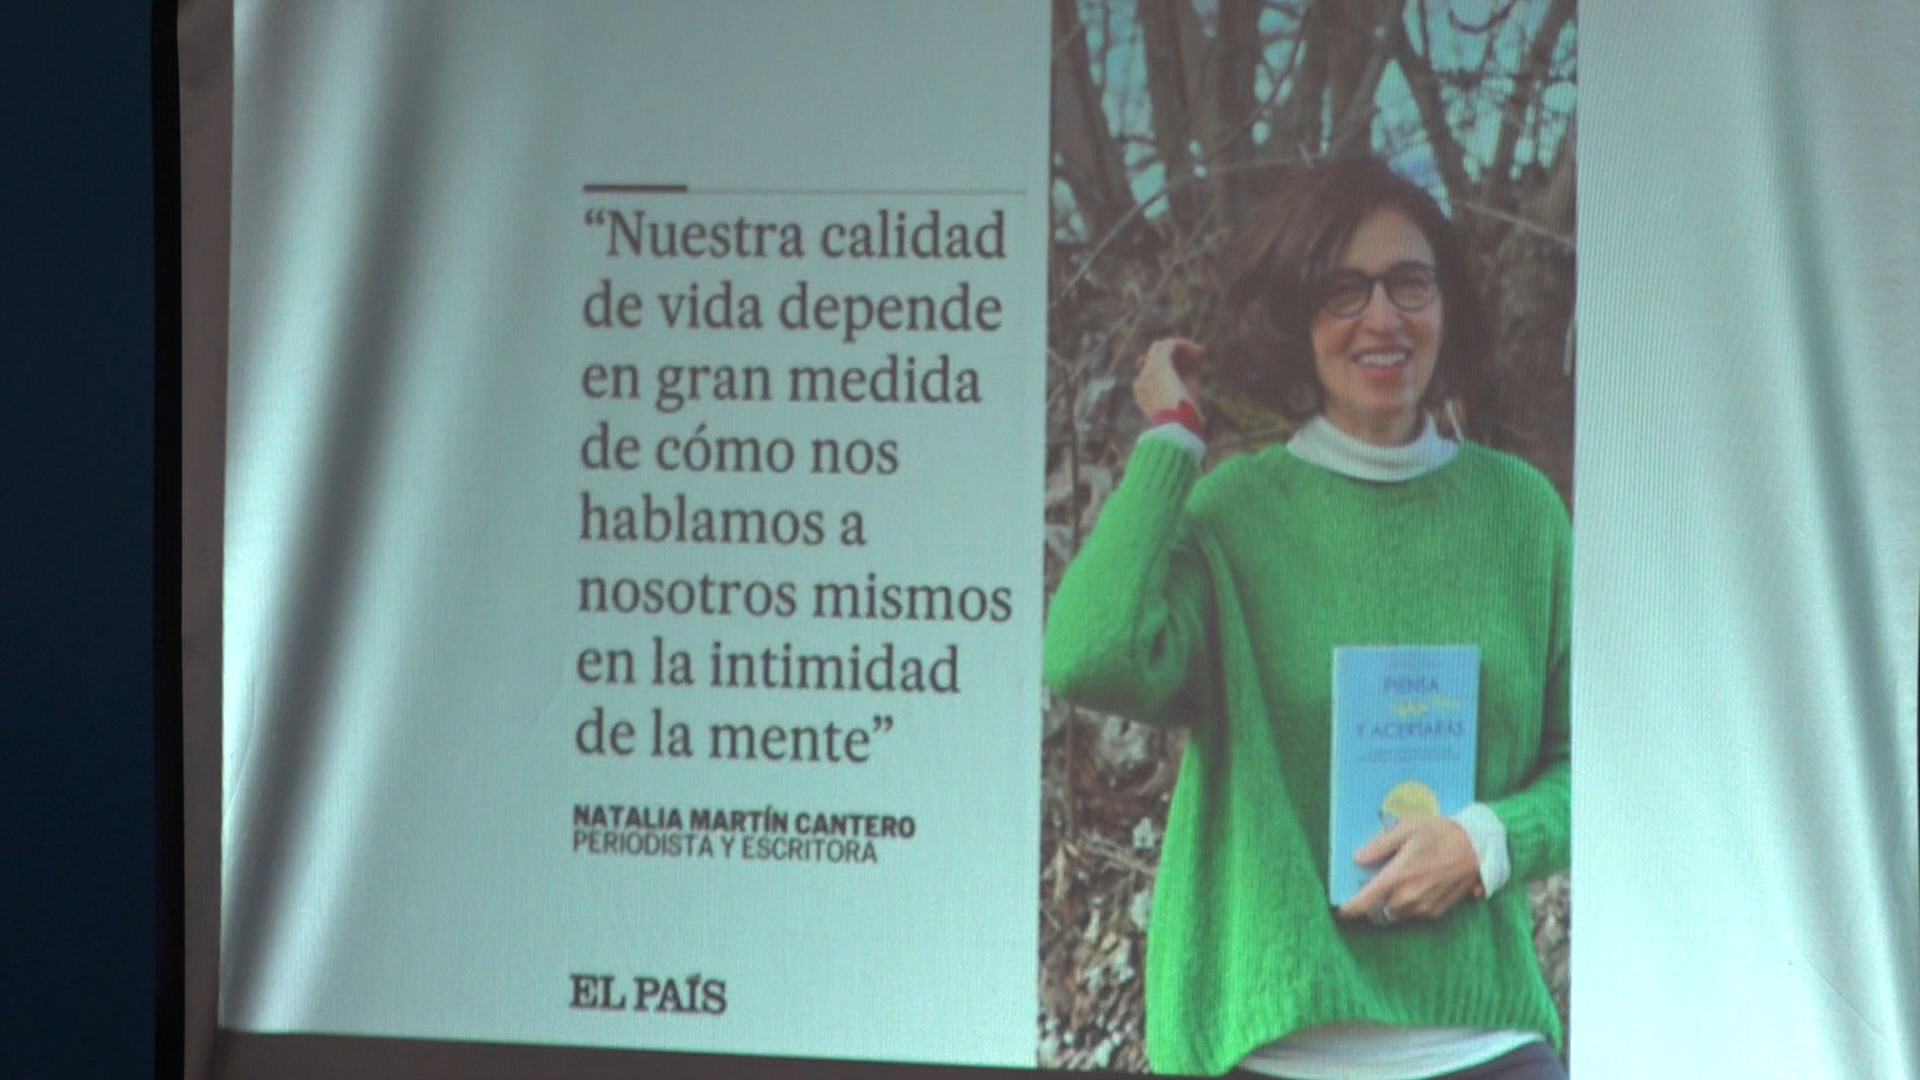 “Nuestra calidad
de vida depende
en gran medida
de cómo nos
hablamos a
nosotros mismos
en la intimidad
de la mente”
NATALIA MARTÍN CANTERO
PERIODISTA Y ESCRITORA
EL PAÍS
PIENSA
Y ACERTARÁS